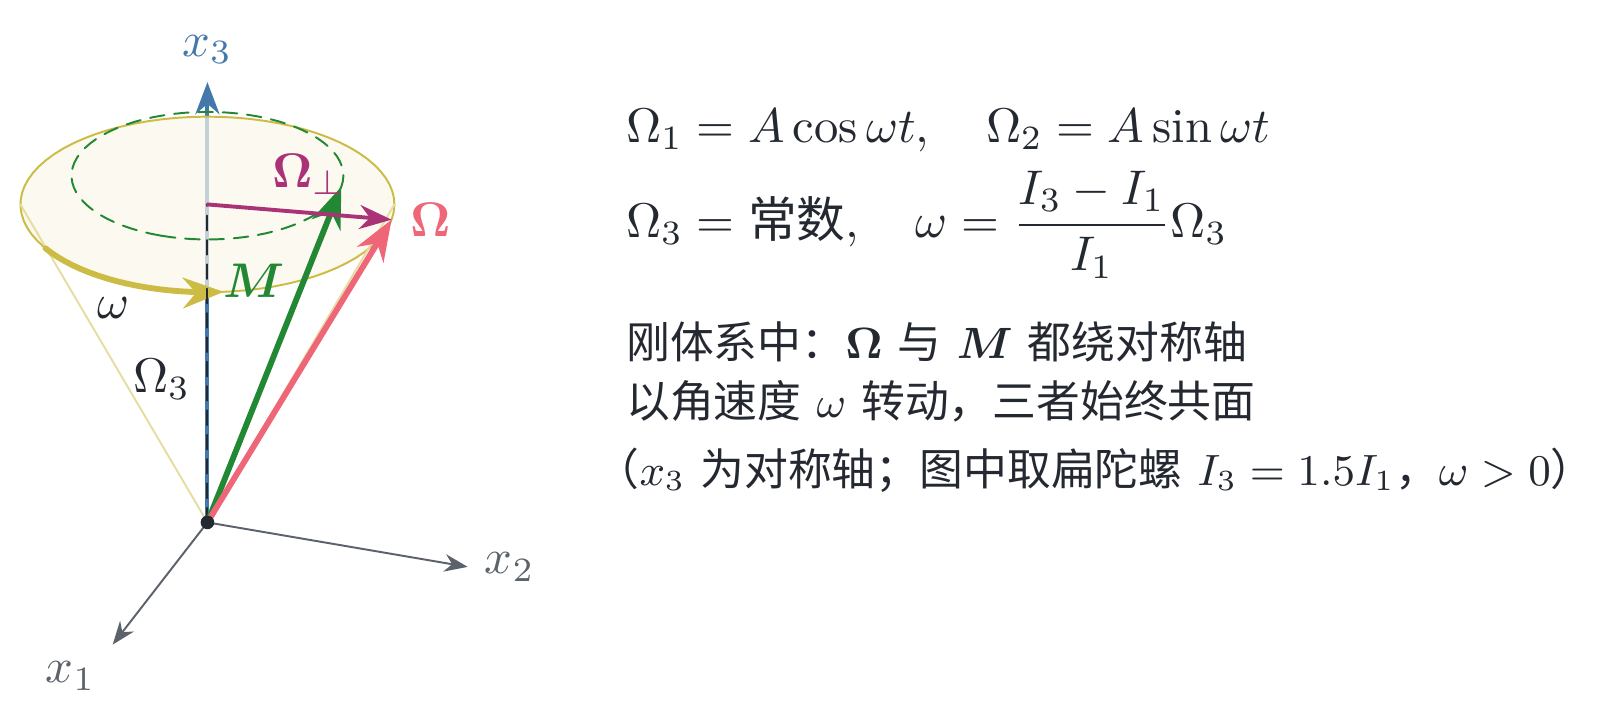 x₃
Ω⊥
Ω
M
ω
Ω₃
x₂
x₁
Ω₁ = A cos ωt, Ω₂ = A sin ωt
Ω₃ = 常数, ω = (I₃ − I₁)/I₁ Ω₃
刚体系中：Ω 与 M 都绕对称轴
以角速度 ω 转动，三者始终共面
（x₃ 为对称轴；图中取扁陀螺 I₃ = 1.5I₁，ω > 0）